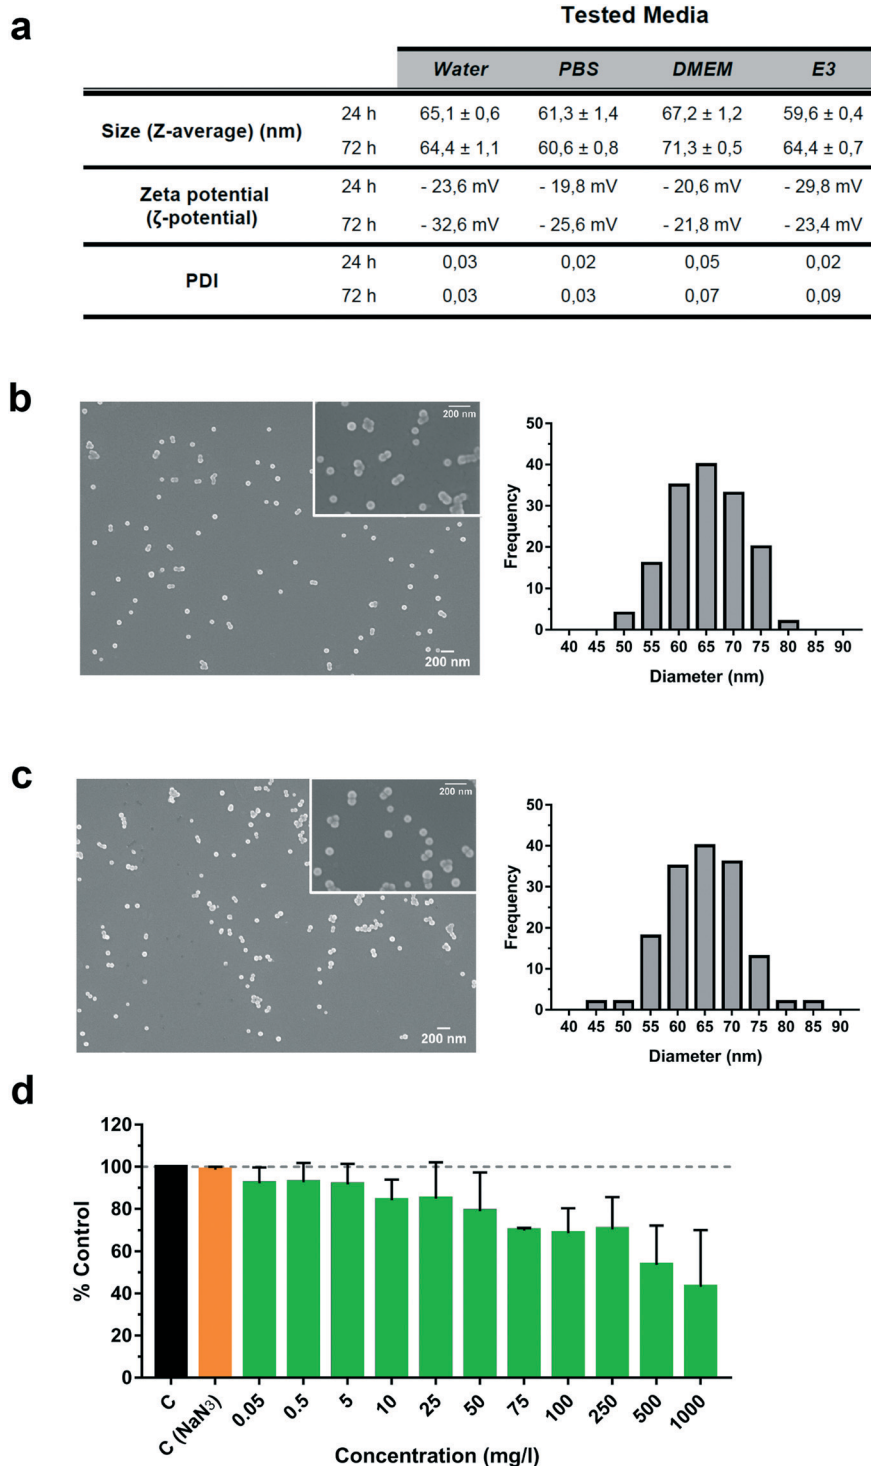 a
Tested Media
Water PBS DMEM E3
Size (Z-average) (nm) 24 h 65,1 ± 0,6 61,3 ± 1,4 67,2 ± 1,2 59,6 ± 0,4
72 h 64,4 ± 1,1 60,6 ± 0,8 71,3 ± 0,5 64,4 ± 0,7
Zeta potential (ζ-potential) 24 h - 23,6 mV - 19,8 mV - 20,6 mV - 29,8 mV
72 h - 32,6 mV - 25,6 mV - 21,8 mV - 23,4 mV
PDI 24 h 0,03 0,02 0,05 0,02
72 h 0,03 0,03 0,07 0,09
b
200 nm
200 nm
Frequency
50
40
30
20
10
0
40 45 50 55 60 65 70 75 80 85 90
Diameter (nm)
c
200 nm
200 nm
Frequency
50
40
30
20
10
0
40 45 50 55 60 65 70 75 80 85 90
Diameter (nm)
d
% Control
120
100
80
60
40
20
0
C C (NaN3) 0.05 0.5 5 10 25 50 75 100 250 500 1000
Concentration (mg/l)